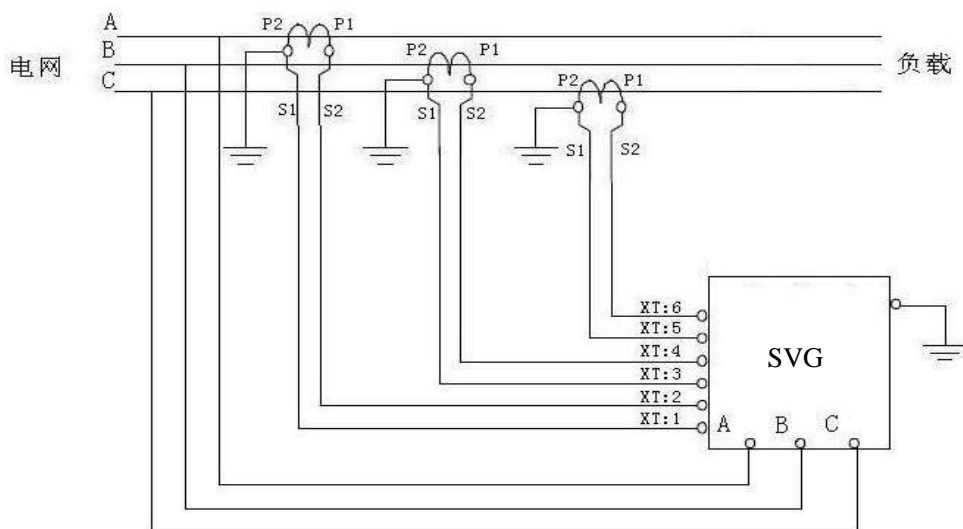 A
P2 P1
B
P2 P1
电网
负载
C
P2 P1
S1 S2
S1 S2
S1 S2
XT:6
XT:5
XT:4
SVG
XT:3
XT:2
XT:1
A B C